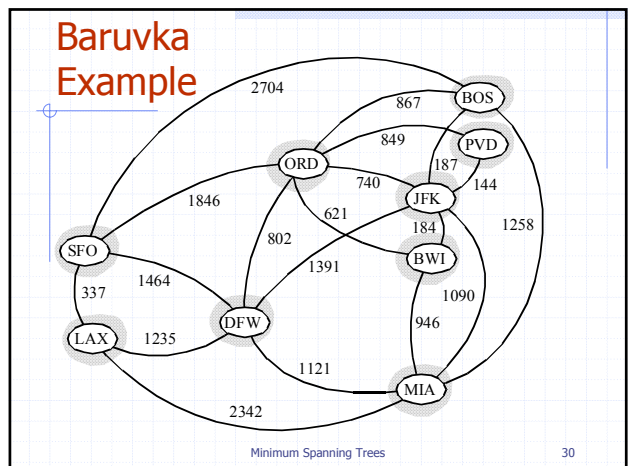 Baruvka
Example
2704
BOS
867
849
PVD
ORD
187
740
144
1846
JFK
621
184
1258
802
SFO
1391
BWI
1464
337
1090
DFW
946
LAX
1235
1121
MIA
2342
Minimum Spanning Trees
30